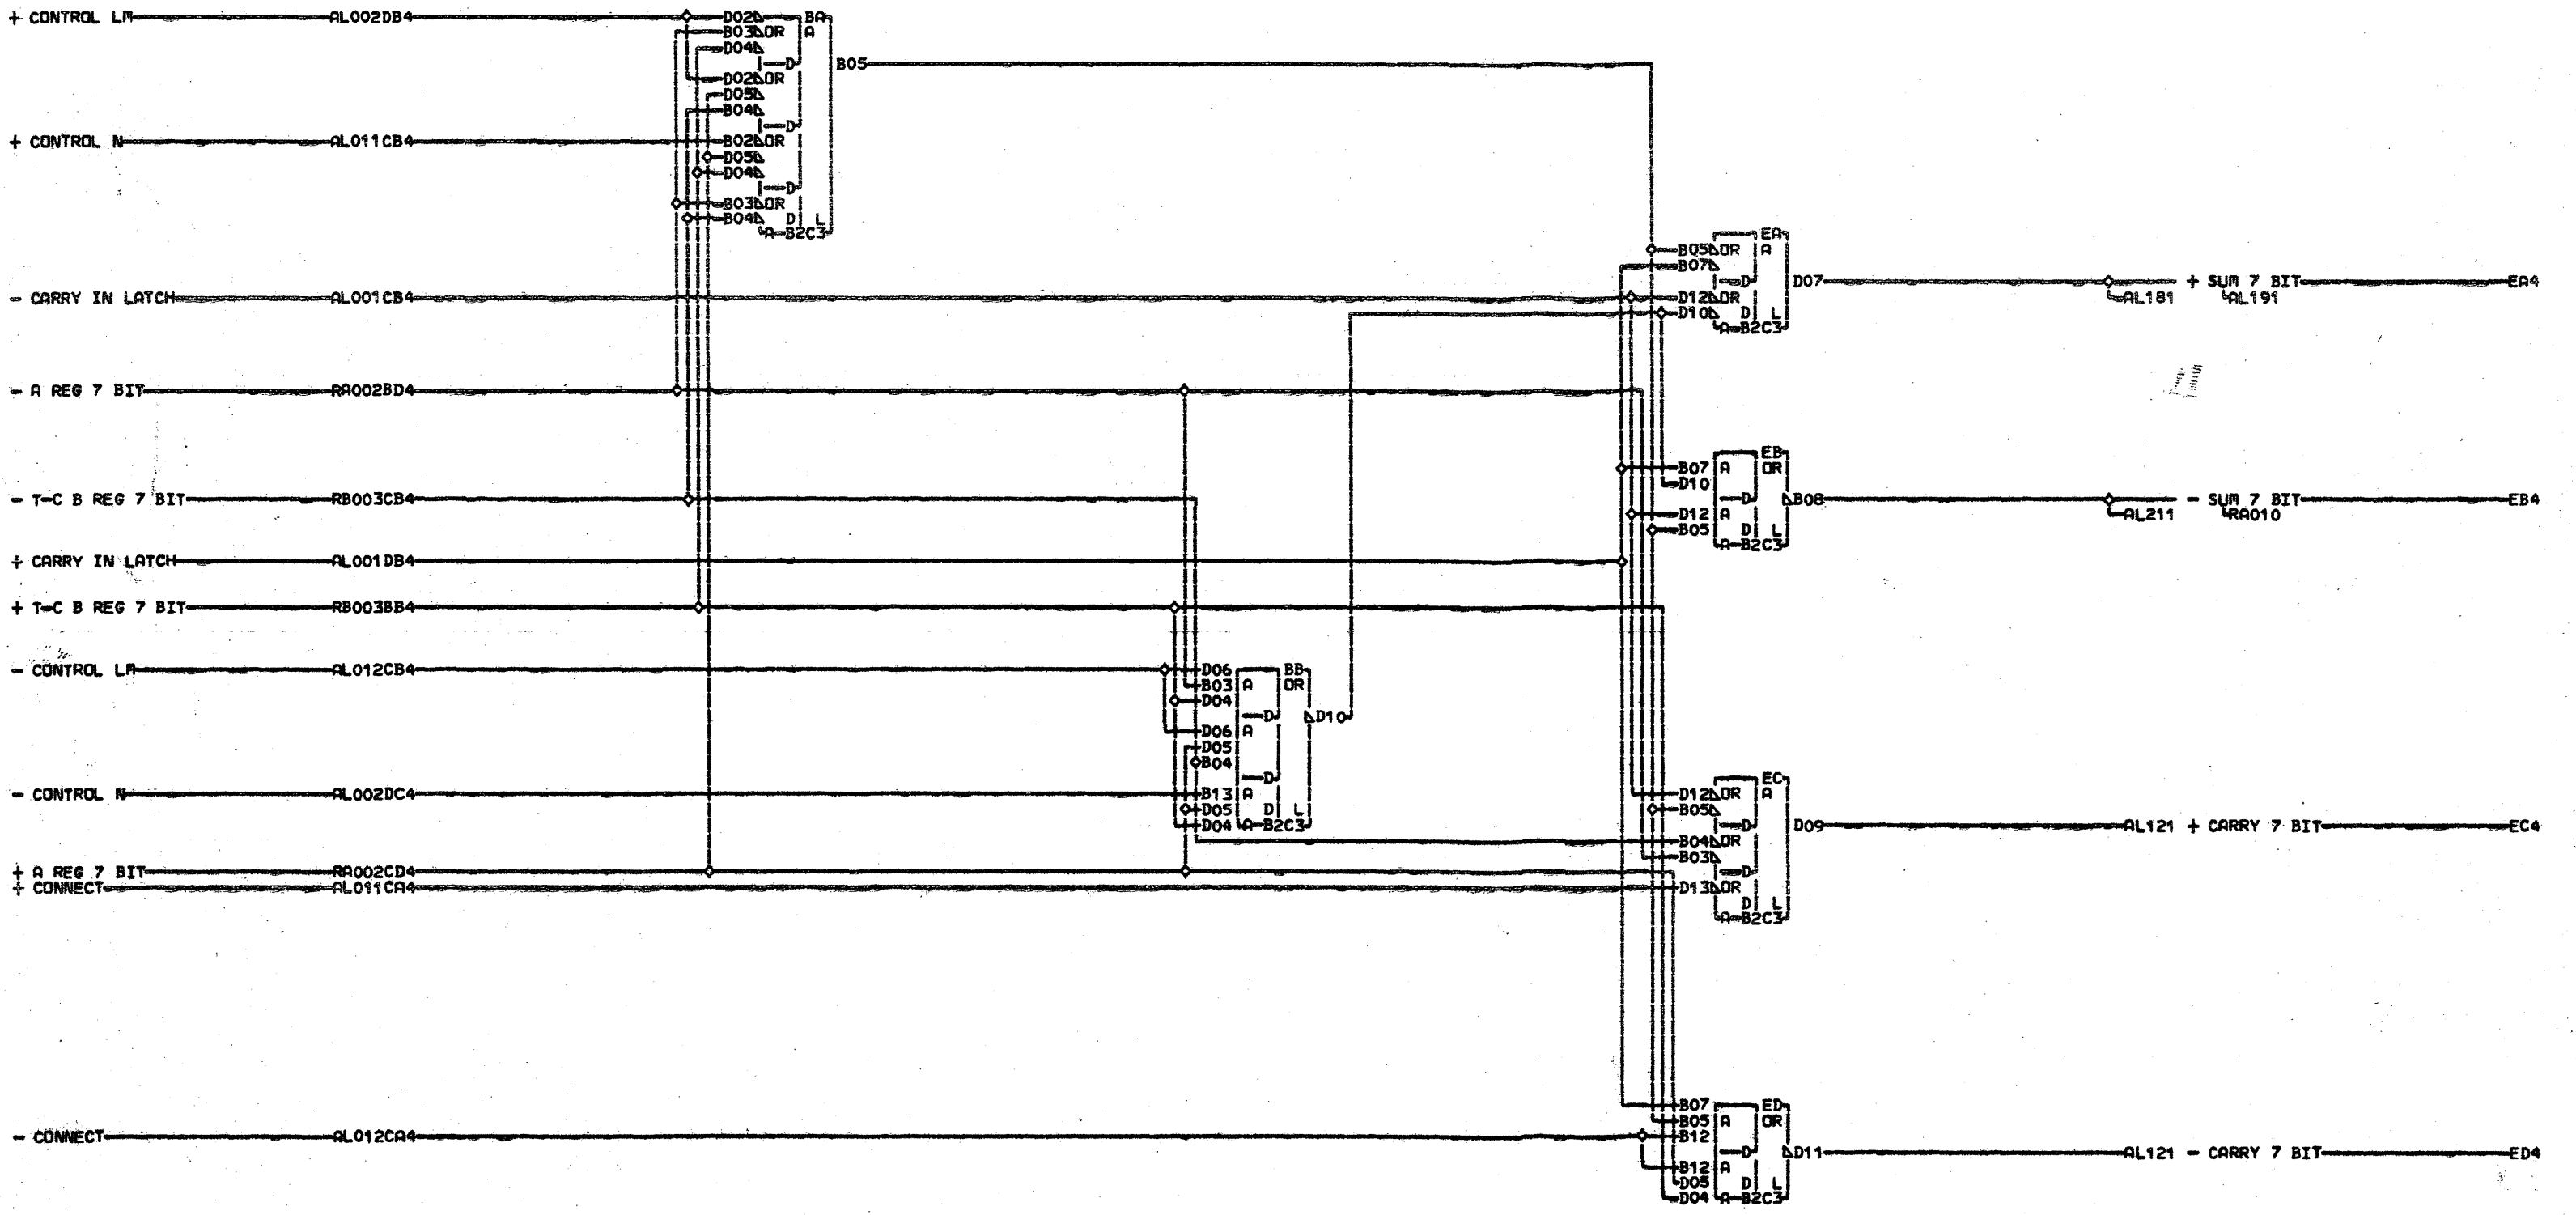 + CONTROL LM AL002DB4 D02 BA
B03 OR A
D04
D B05
D02 OR
D05
B04
D
+ CONTROL N AL011CB4 B02 OR
D05
D04
D
B03 OR
B04 D L
A B2C3
EA
B05 OR A
B07
D D07 + SUM 7 BIT EA4
- CARRY IN LATCH AL001CB4 D12 OR AL181 AL191
D10 D L
A B2C3
- A REG 7 BIT RA002BD4
EB
B07 A OR
D10
- T-C B REG 7 BIT RB003CB4 D B08 - SUM 7 BIT EB4
D12 A AL211 RA010
B05 D L
A B2C3
+ CARRY IN LATCH AL001DB4
+ T-C B REG 7 BIT RB003BB4
- CONTROL LM AL012CB4 D06 BB
B03 A OR
D04
D D10
D06 A
D05
B04
D EC
- CONTROL N AL002DC4 B13 A D12 OR A
D05 D L B05
D04 A B2C3 D D09 AL121 + CARRY 7 BIT EC4
B04 OR
B03
+ A REG 7 BIT RA002CD4 D
+ CONNECT AL011CA4 D13 OR
D L
A B2C3
B07 ED
B05 A OR
- CONNECT AL012CA4 B12
D D11 AL121 - CARRY 7 BIT ED4
B12 A
D05 D L
D04 A B2C3